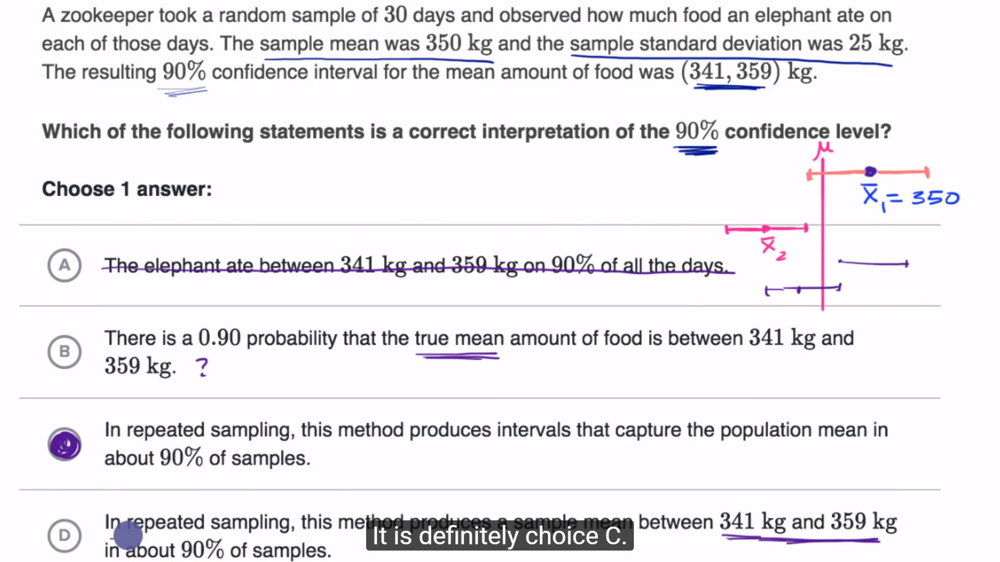 A zookeeper took a random sample of 30 days and observed how much food an elephant ate on
each of those days. The sample mean was 350 kg and the sample standard deviation was 25 kg.
The resulting 90% confidence interval for the mean amount of food was (341, 359) kg.
Which of the following statements is a correct interpretation of the 90% confidence level?
μ
Choose 1 answer:
x̄₁ = 350
x̄₂
A The elephant ate between 341 kg and 359 kg on 90% of all the days.
B There is a 0.90 probability that the true mean amount of food is between 341 kg and
359 kg. ?
In repeated sampling, this method produces intervals that capture the population mean in
about 90% of samples.
D In repeated sampling, this method produces a sample mean between 341 kg and 359 kg
in about 90% of samples.
It is definitely choice C.